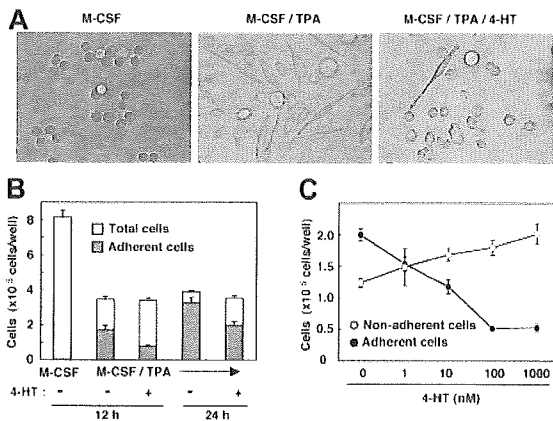 A
M-CSF
M-CSF / TPA
M-CSF / TPA / 4-HT
B
Cells (x10⁻⁵ cells/well)
8
6
4
2
0
Total cells
Adherent cells
M-CSF
M-CSF / TPA
4-HT :
- - + - +
12 h
24 h
C
Cells (x10⁻⁵ cells/well)
2.0
1.5
1.0
0.5
0
Non-adherent cells
Adherent cells
0 1 10 100 1000
4-HT (nM)